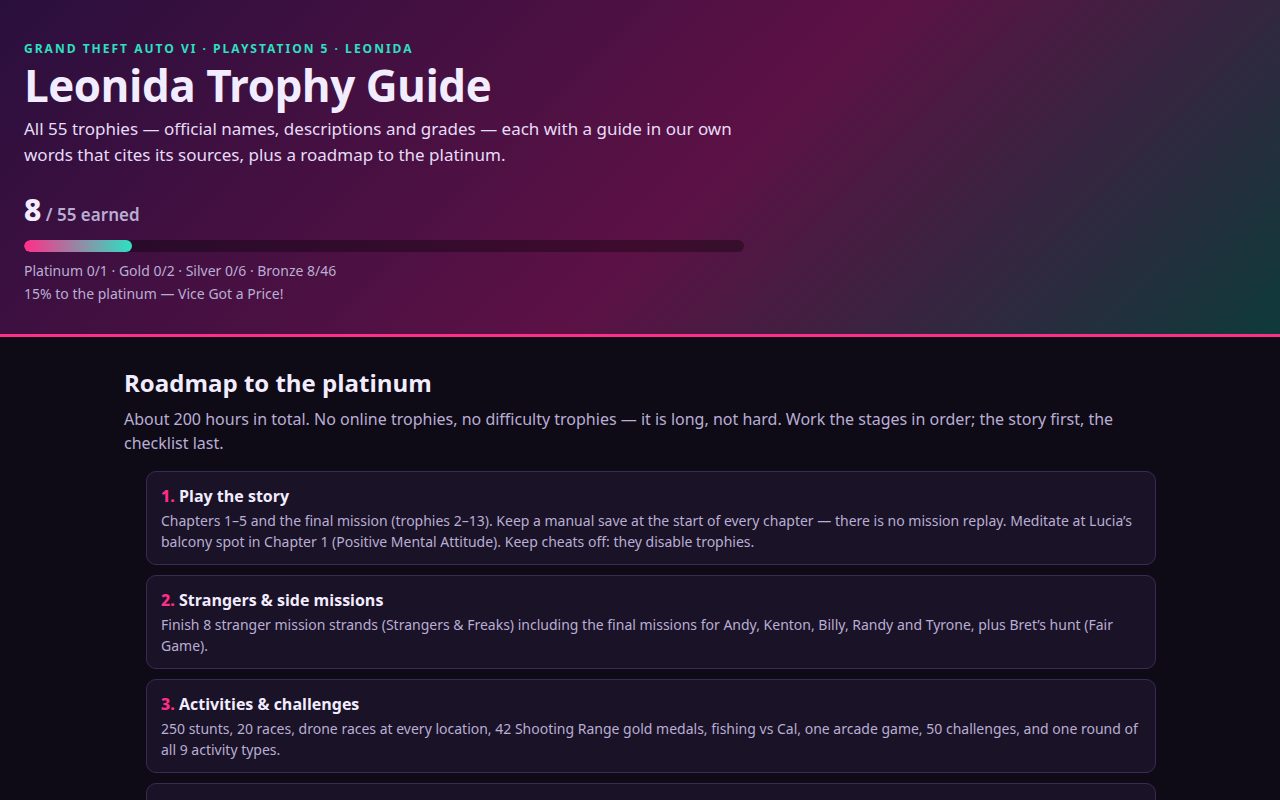 GRAND THEFT AUTO VI · PLAYSTATION 5 · LEONIDA
Leonida Trophy Guide
All 55 trophies — official names, descriptions and grades — each with a guide in our own
words that cites its sources, plus a roadmap to the platinum.
8 / 55 earned
Platinum 0/1 · Gold 0/2 · Silver 0/6 · Bronze 8/46
15% to the platinum — Vice Got a Price!
Roadmap to the platinum
About 200 hours in total. No online trophies, no difficulty trophies — it is long, not hard. Work the stages in order; the story first, the
checklist last.
1. Play the story
Chapters 1–5 and the final mission (trophies 2–13). Keep a manual save at the start of every chapter — there is no mission replay. Meditate at Lucia’s
balcony spot in Chapter 1 (Positive Mental Attitude). Keep cheats off: they disable trophies.
2. Strangers & side missions
Finish 8 stranger mission strands (Strangers & Freaks) including the final missions for Andy, Kenton, Billy, Randy and Tyrone, plus Bret’s hunt (Fair
Game).
3. Activities & challenges
250 stunts, 20 races, drone races at every location, 42 Shooting Range gold medals, fishing vs Cal, one arcade game, 50 challenges, and one round of
all 9 activity types.